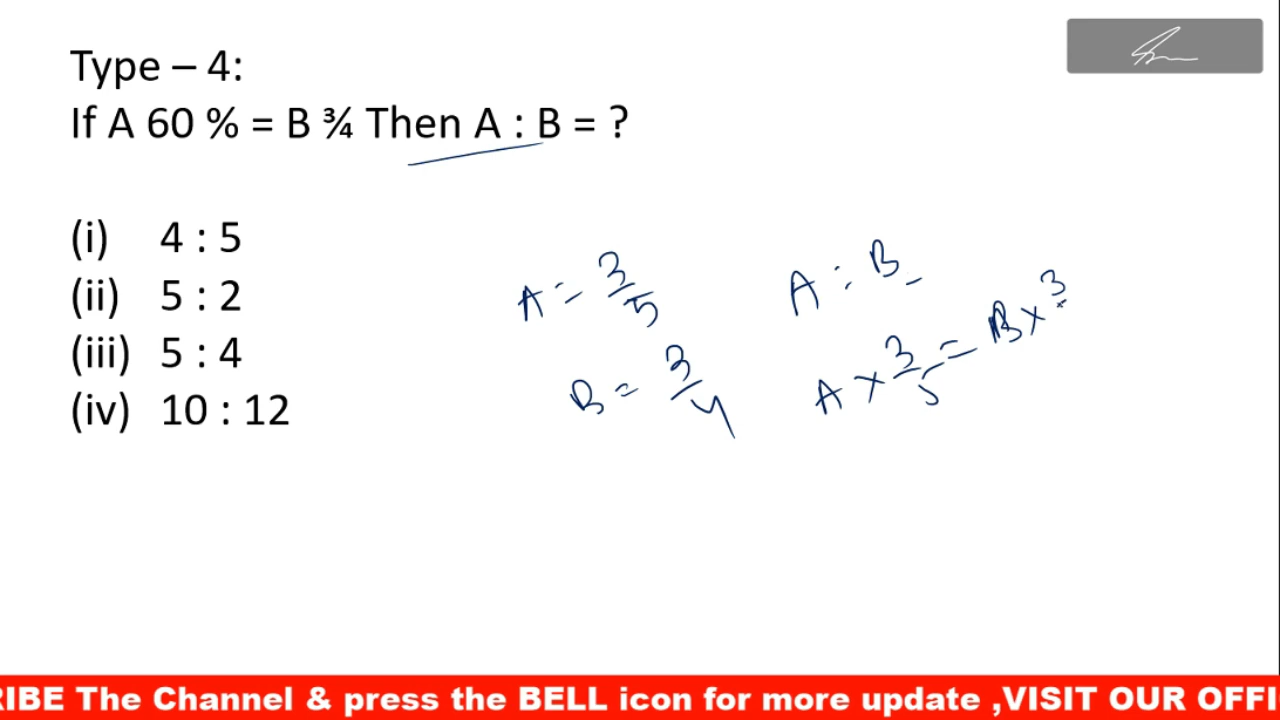 Type – 4:
If A 60 % = B ¾ Then A : B = ?
(i) 4 : 5
(ii) 5 : 2
(iii) 5 : 4
(iv) 10 : 12
A = 3/5
B = 3/4
A : B
A × 3/5 = B × 3
RIBE The Channel & press the BELL icon for more update ,VISIT OUR OFFI